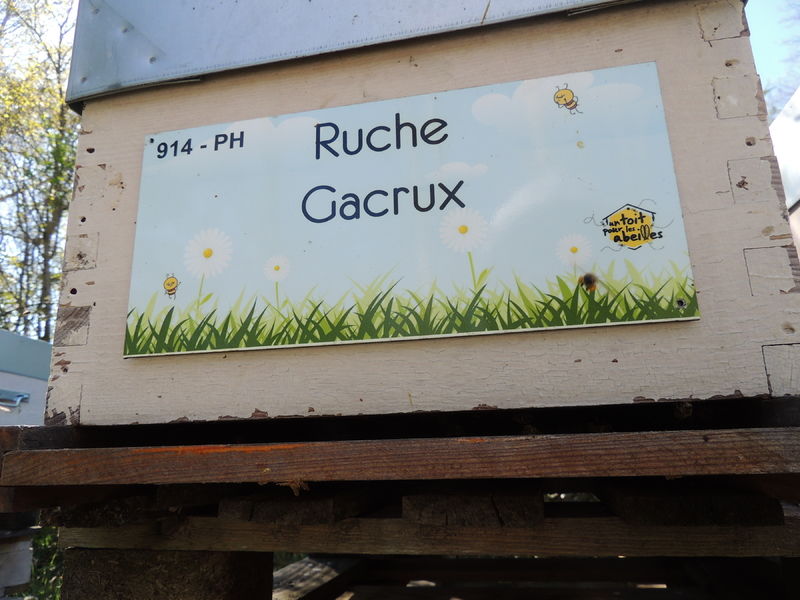 914 - PH
Ruche
Gacrux
un toit
pour les
abeilles